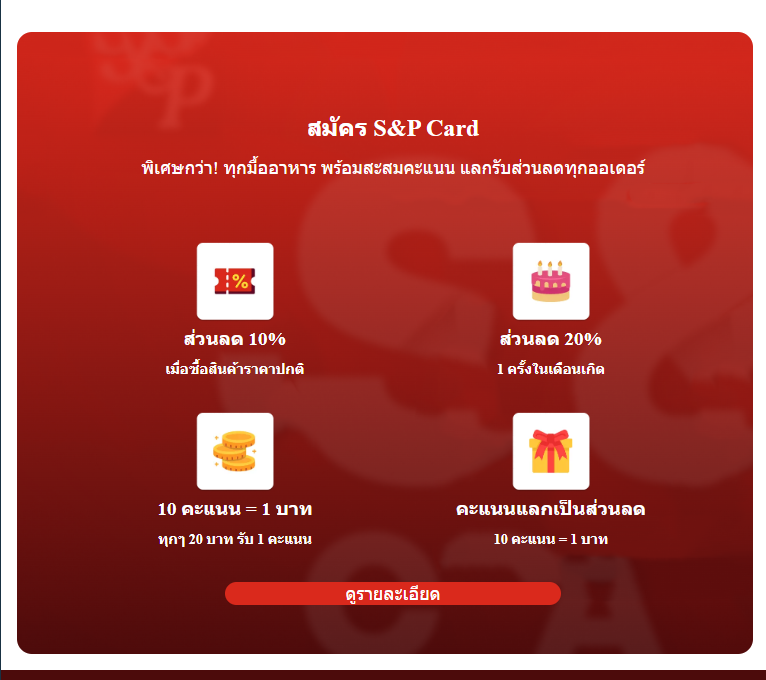 S&P
สมัคร S&P Card
พิเศษกว่า! ทุกมื้ออาหาร พร้อมสะสมคะแนน แลกรับส่วนลดทุกออเดอร์
%
ส่วนลด 10%
ส่วนลด 20%
เมื่อซื้อสินค้าราคาปกติ
1 ครั้งในเดือนเกิด
10 คะแนน = 1 บาท
คะแนนแลกเป็นส่วนลด
ทุกๆ 20 บาท รับ 1 คะแนน
10 คะแนน = 1 บาท
ดูรายละเอียด